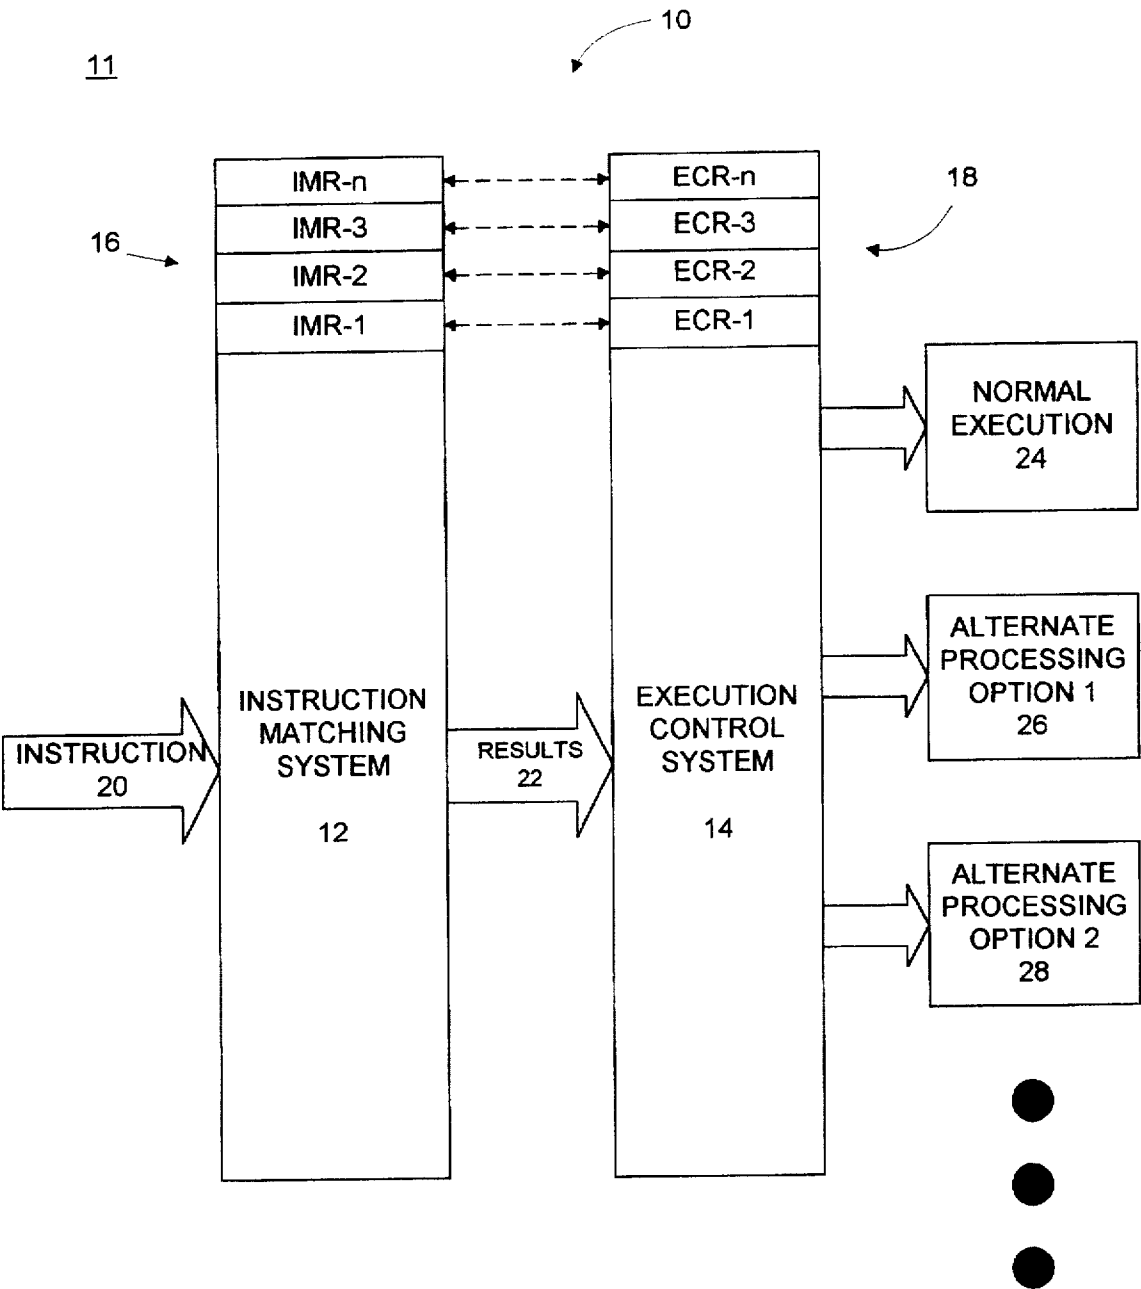 10
11
IMR-n
IMR-3
IMR-2
IMR-1
16
ECR-n
ECR-3
ECR-2
ECR-1
18
INSTRUCTION
20
INSTRUCTION
MATCHING
SYSTEM
12
RESULTS
22
EXECUTION
CONTROL
SYSTEM
14
NORMAL
EXECUTION
24
ALTERNATE
PROCESSING
OPTION 1
26
ALTERNATE
PROCESSING
OPTION 2
28